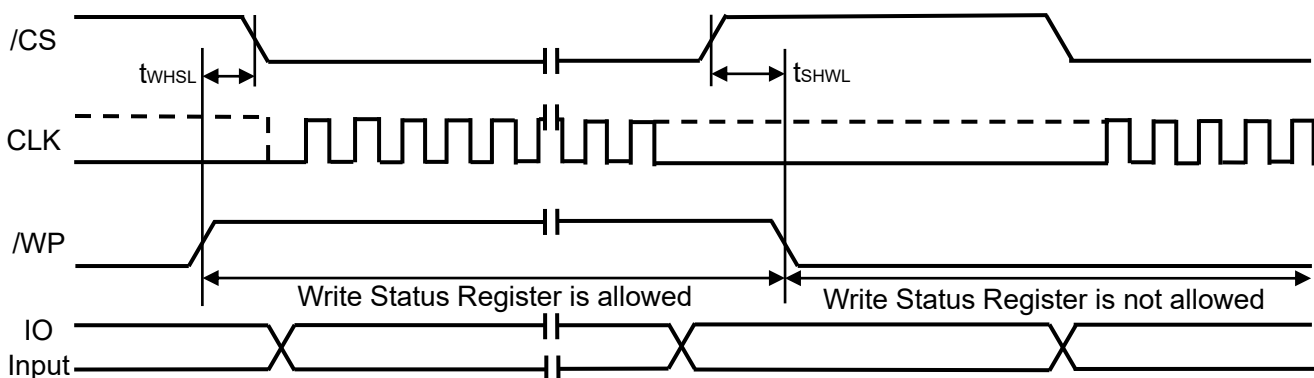 /CS
tWHSL
tSHWL
CLK
/WP
Write Status Register is allowed
Write Status Register is not allowed
IO
Input